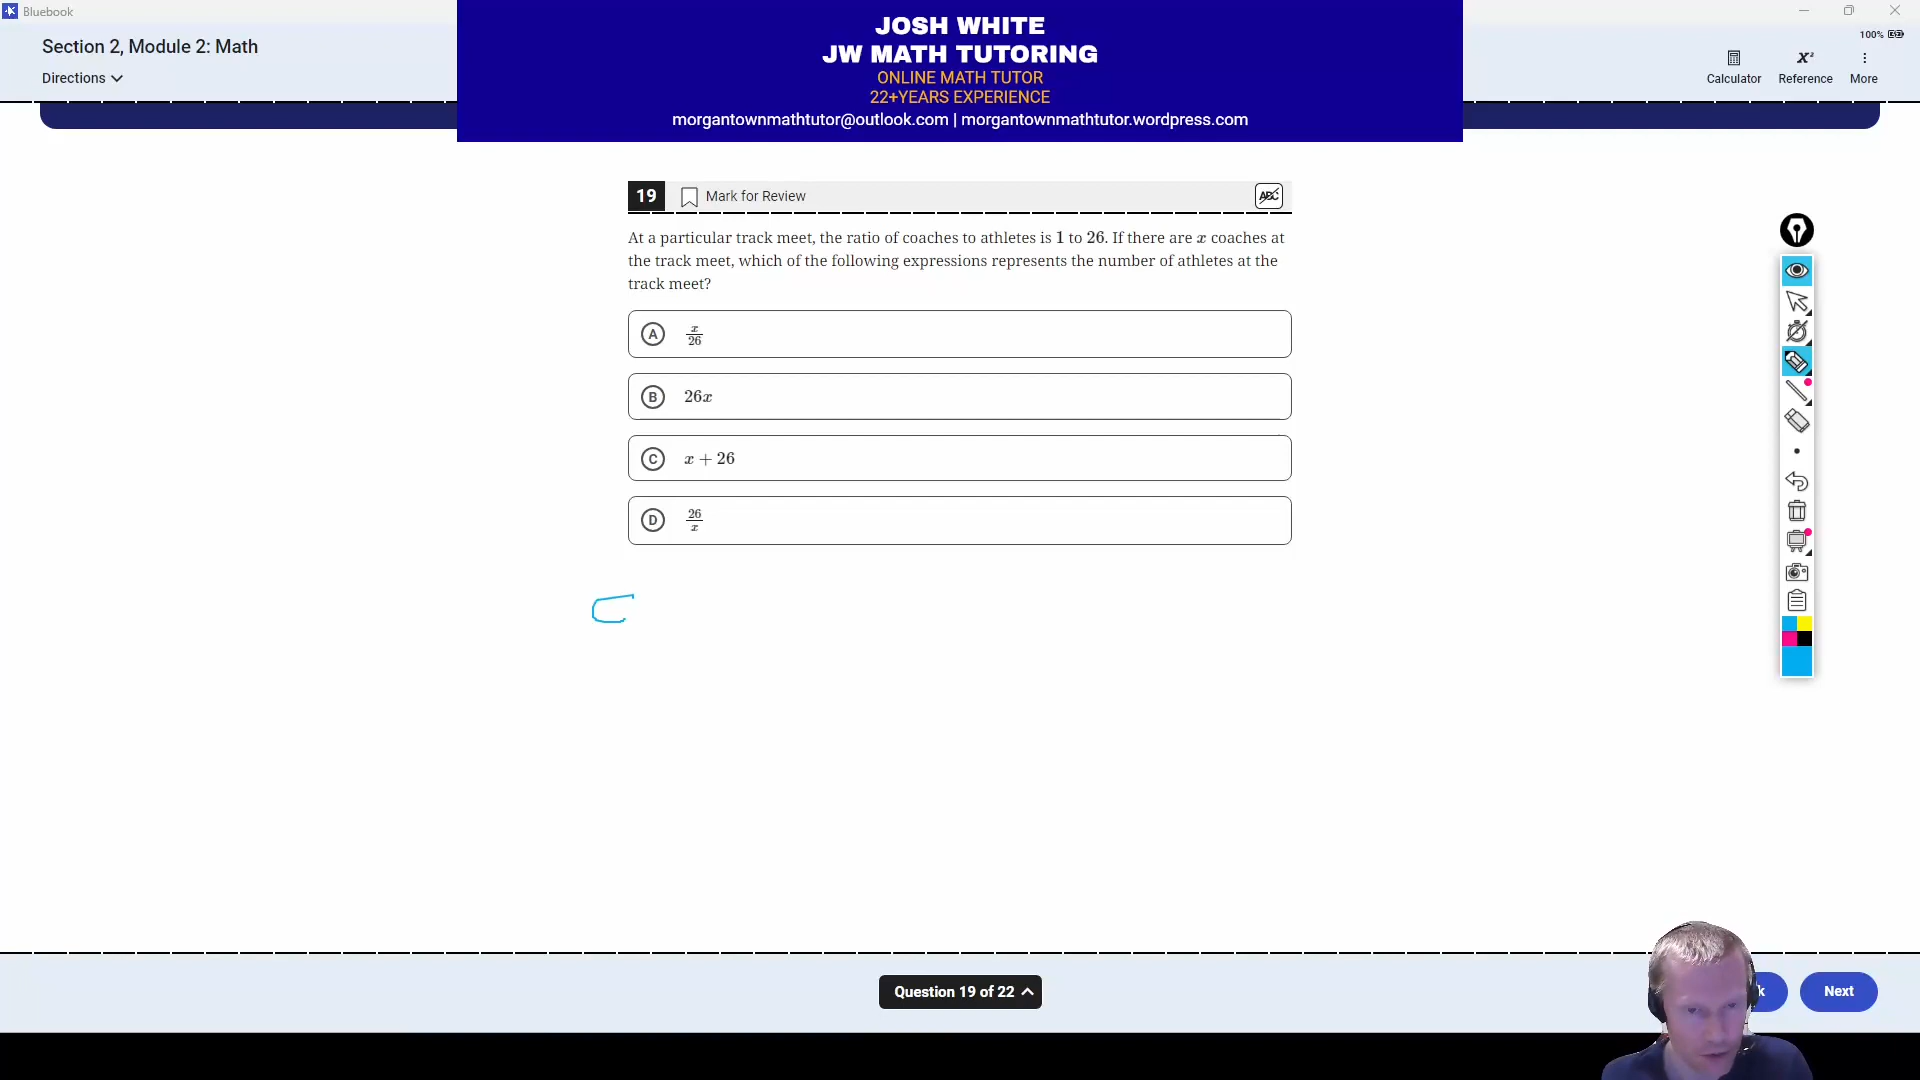 Bluebook
JOSH WHITE
JW MATH TUTORING
ONLINE MATH TUTOR
22+YEARS EXPERIENCE
morgantownmathtutor@outlook.com | morgantownmathtutor.wordpress.com
Section 2, Module 2: Math
Directions
100%
Calculator
Reference
More
19 Mark for Review ABC
At a particular track meet, the ratio of coaches to athletes is 1 to 26. If there are x coaches at
the track meet, which of the following expressions represents the number of athletes at the
track meet?
A x/26
B 26x
C x + 26
D 26/x
C
Question 19 of 22
k
Next